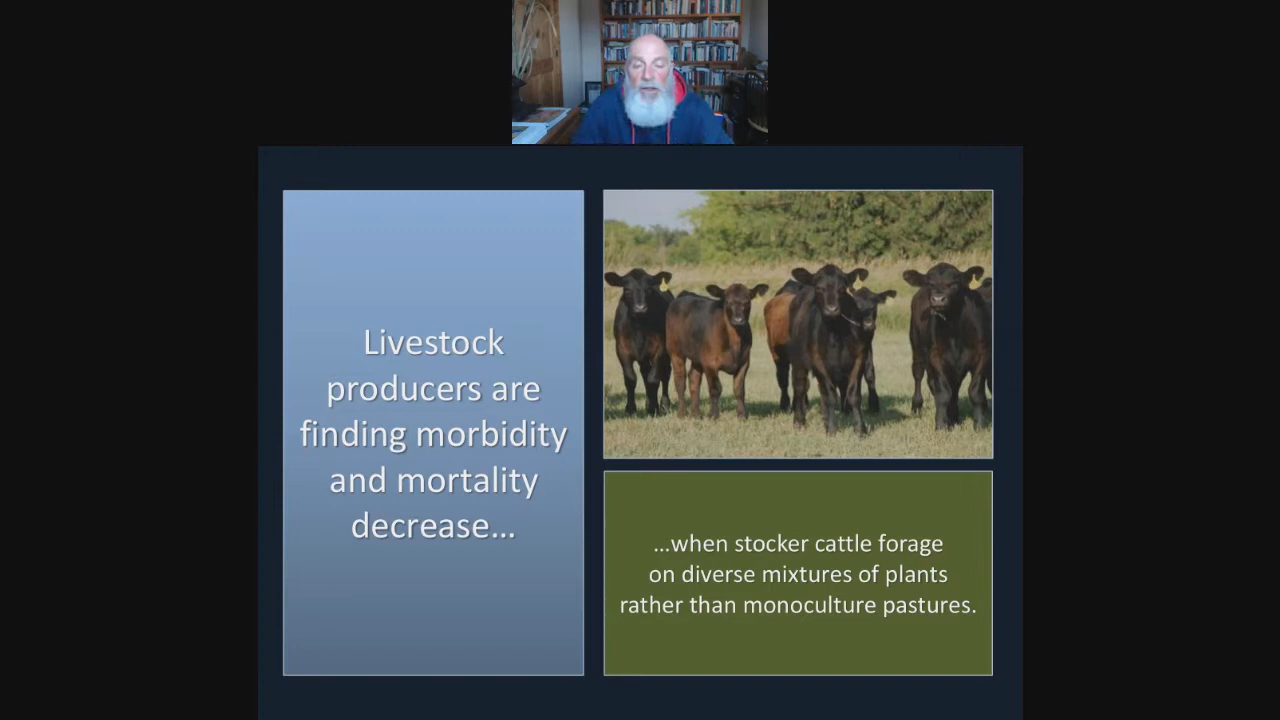 Livestock
producers are
finding morbidity
and mortality
decrease…
…when stocker cattle forage
on diverse mixtures of plants
rather than monoculture pastures.